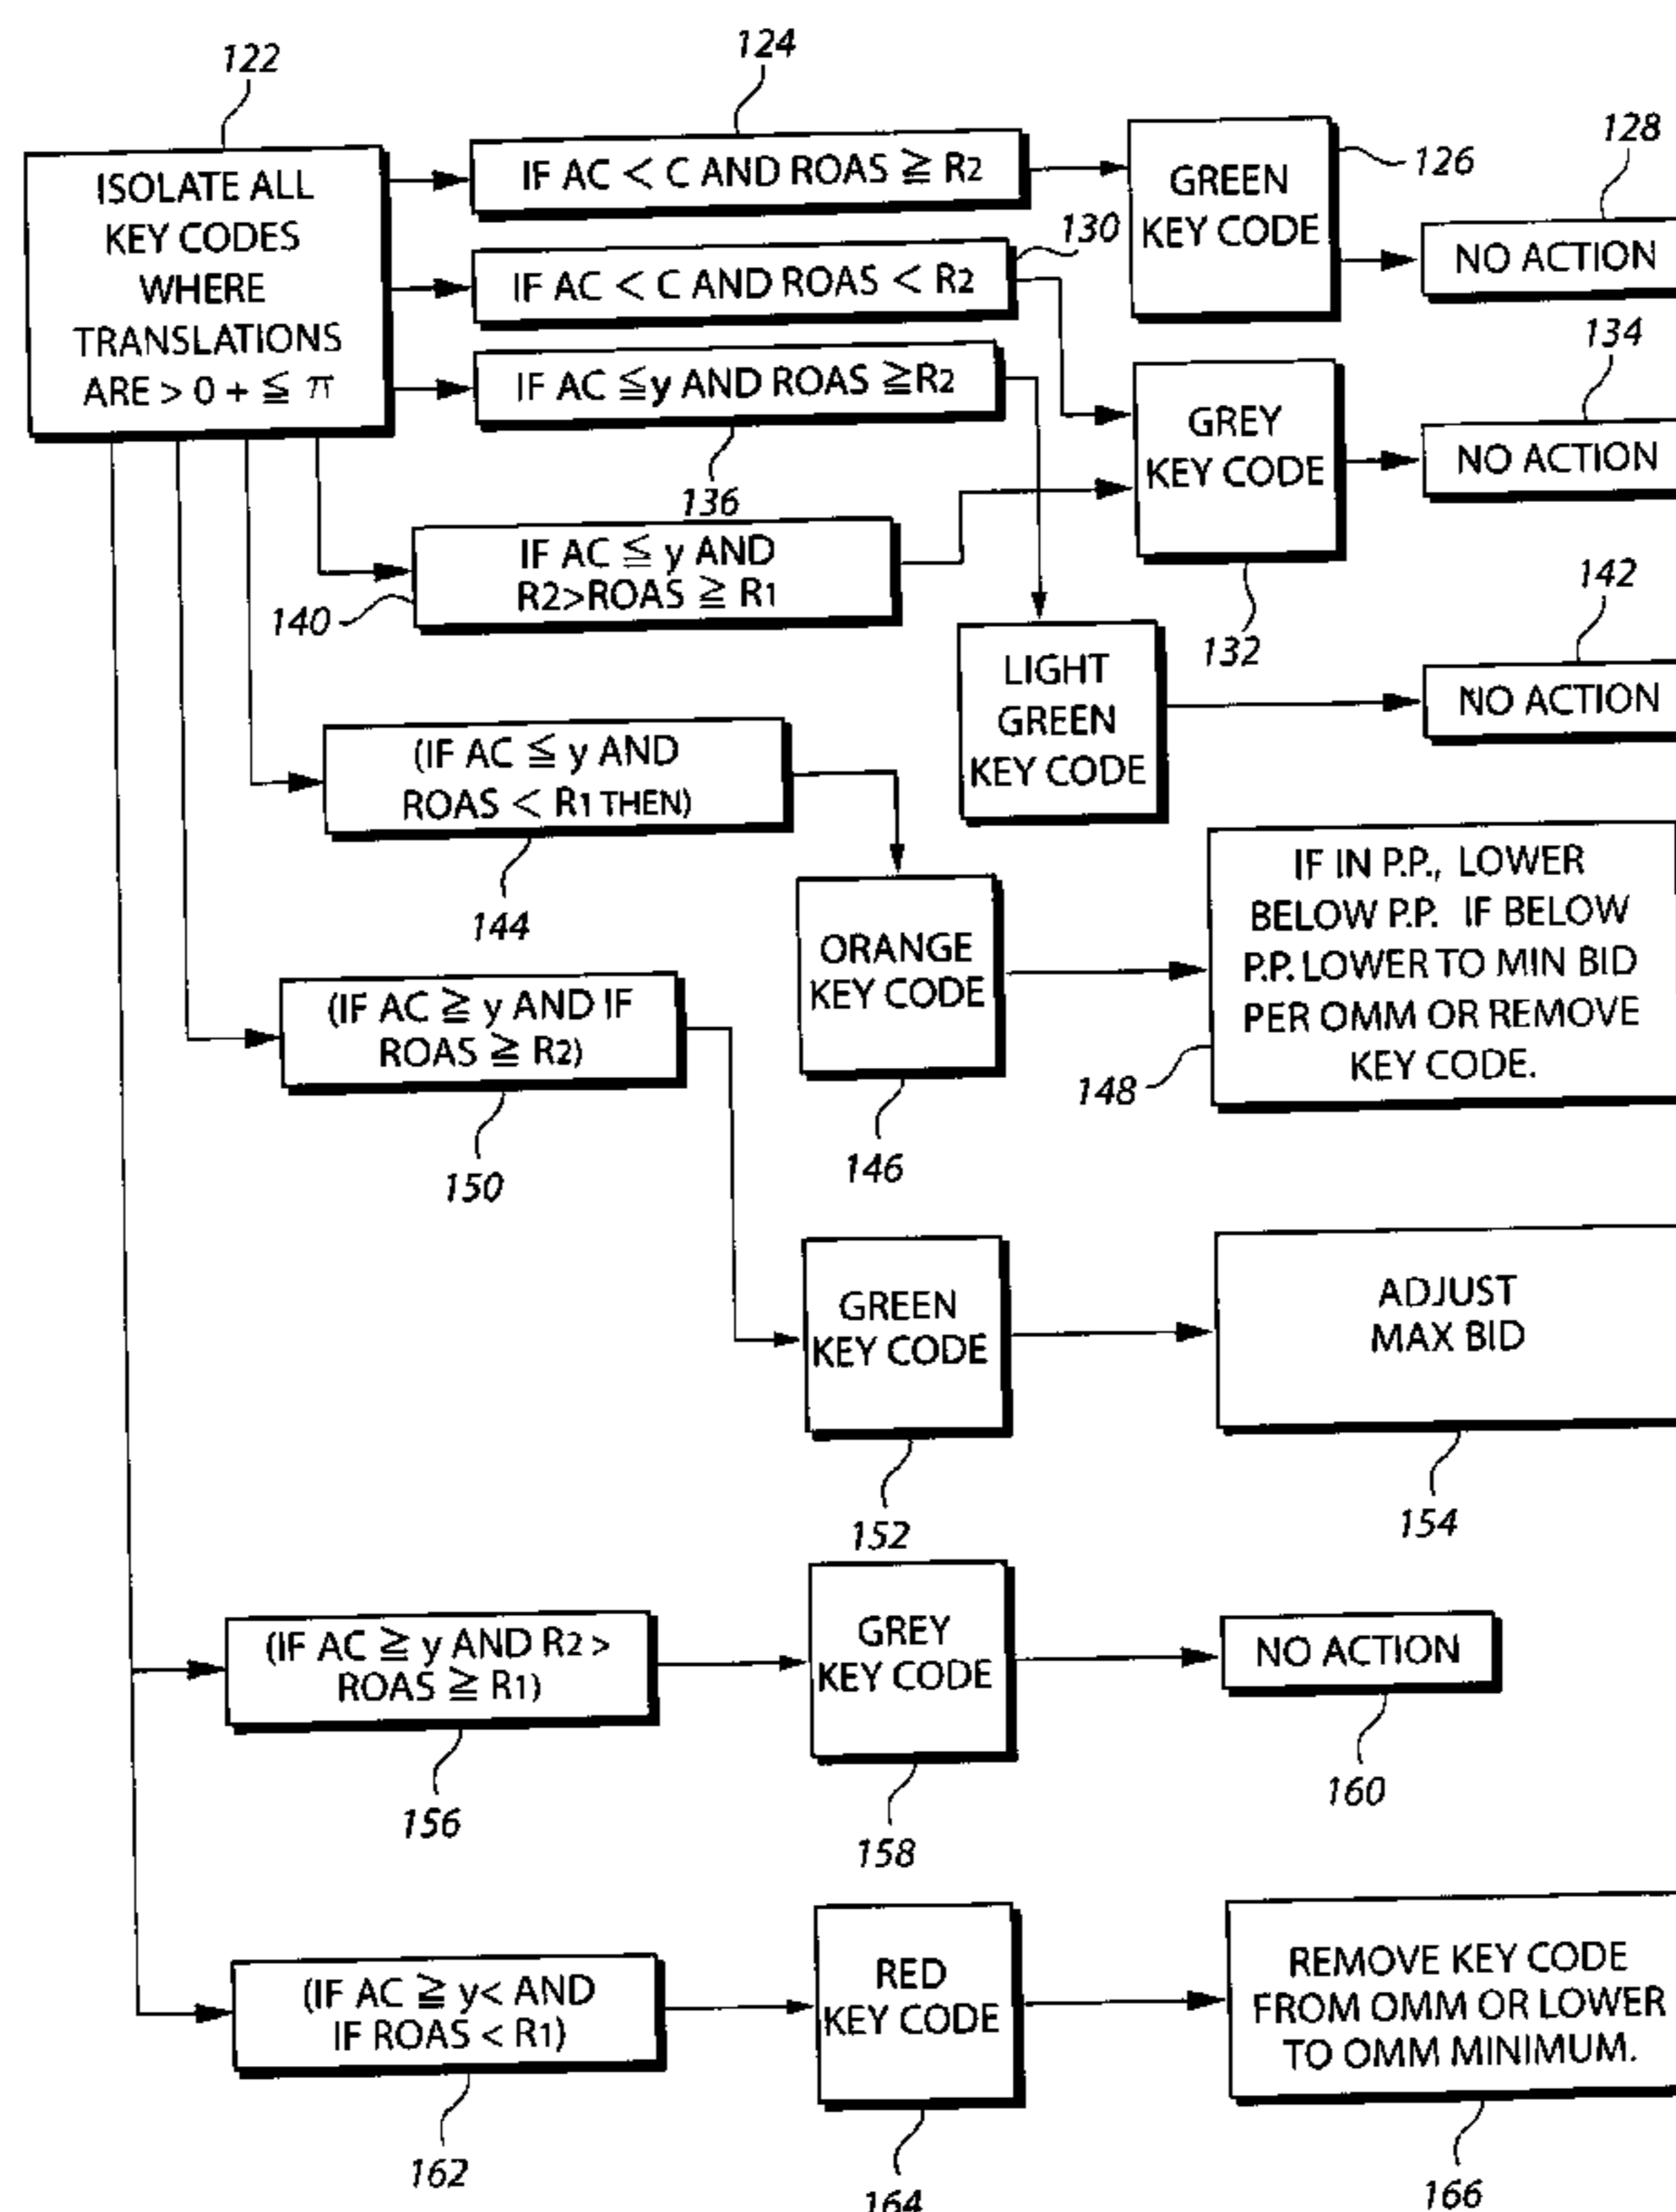 122
ISOLATE ALL
KEY CODES
WHERE
TRANSLATIONS
ARE > 0 + ≦ π
124
IF AC < C AND ROAS ≧ R2
GREEN
KEY CODE
126
128
NO ACTION
130
IF AC < C AND ROAS < R2
IF AC ≦y AND ROAS ≧R2
136
GREY
KEY CODE
132
134
NO ACTION
140
IF AC ≦ y AND
R2>ROAS ≧ R1
LIGHT
GREEN
KEY CODE
142
NO ACTION
(IF AC ≦ y AND
ROAS < R1 THEN)
144
ORANGE
KEY CODE
146
IF IN P.P., LOWER
BELOW P.P. IF BELOW
P.P. LOWER TO MIN BID
PER OMM OR REMOVE
KEY CODE.
148
(IF AC ≧ y AND IF
ROAS ≧ R2)
150
GREEN
KEY CODE
152
ADJUST
MAX BID
154
(IF AC ≧ y AND R2 >
ROAS ≧ R1)
156
GREY
KEY CODE
158
NO ACTION
160
(IF AC ≧ y< AND
IF ROAS < R1)
162
RED
KEY CODE
164
REMOVE KEY CODE
FROM OMM OR LOWER
TO OMM MINIMUM.
166